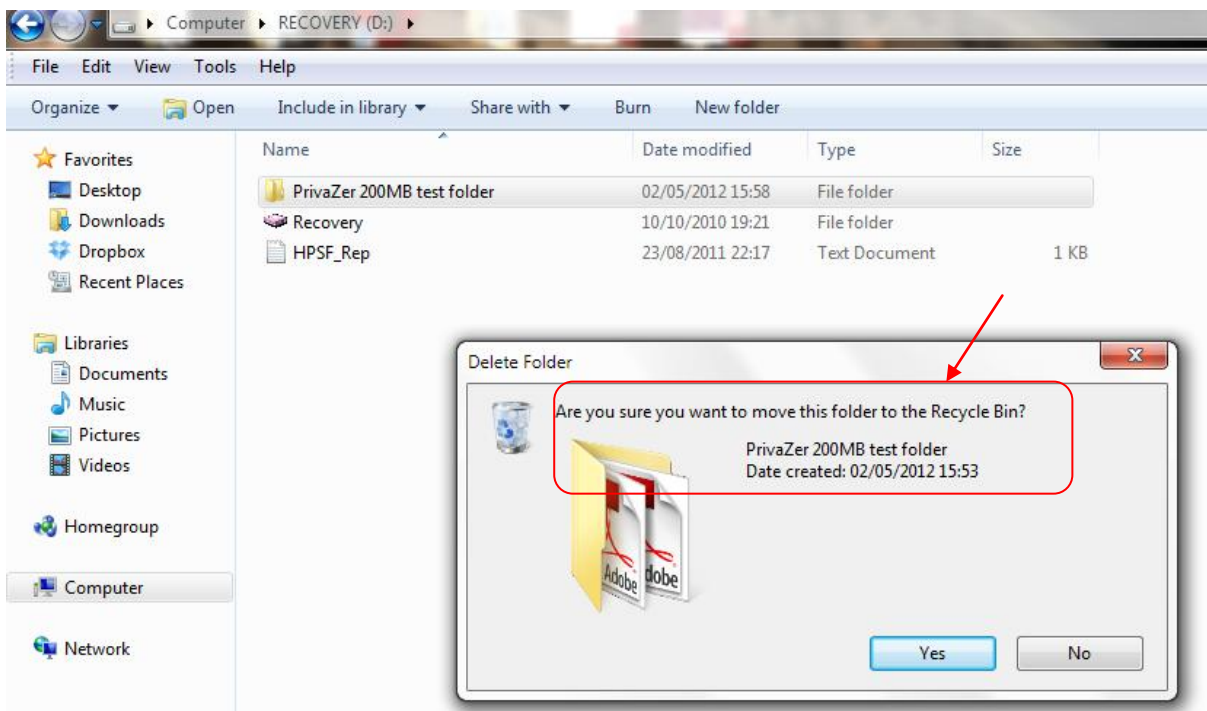 Computer ▸ RECOVERY (D:) ▸
File Edit View Tools Help
Organize Open Include in library Share with Burn New folder
Name Date modified Type Size
PrivaZer 200MB test folder 02/05/2012 15:58 File folder
Recovery 10/10/2010 19:21 File folder
HPSF_Rep 23/08/2011 22:17 Text Document 1 KB
Favorites
Desktop
Downloads
Dropbox
Recent Places
Libraries
Documents
Music
Pictures
Videos
Homegroup
Computer
Network
Delete Folder
Are you sure you want to move this folder to the Recycle Bin?
PrivaZer 200MB test folder
Date created: 02/05/2012 15:53
Adobe
dobe
Yes No